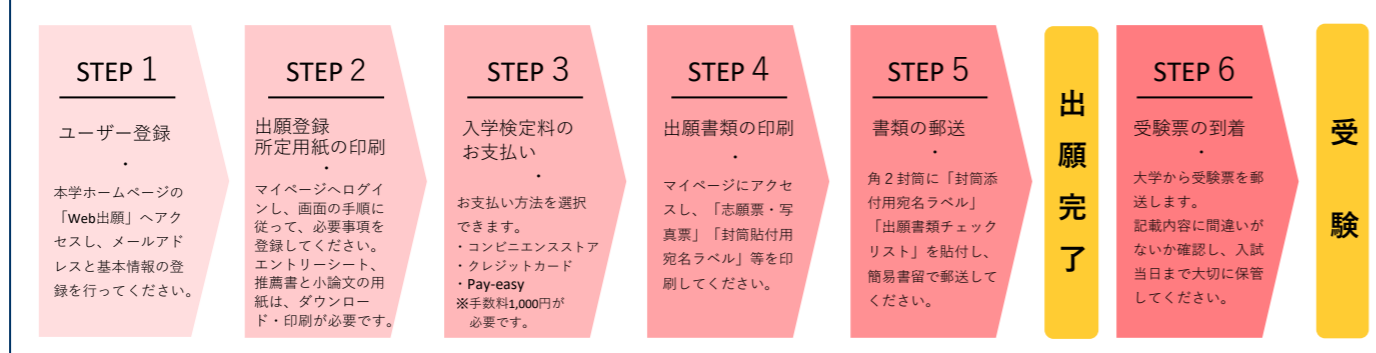 STEP 1
ユーザー登録
・
本学ホームページの
「Web出願」へアク
セスし、メールアド
レスと基本情報の登
録を行ってください。
STEP 2
出願登録
所定用紙の印刷
・
マイページへログイ
ンし、画面の手順に
従って、必要事項を
登録してください。
エントリーシート、
推薦書と小論文の用
紙は、ダウンロー
ド・印刷が必要です。
STEP 3
入学検定料の
お支払い
・
お支払い方法を選択
できます。
・コンビニエンスストア
・クレジットカード
・Pay-easy
※手数料1,000円が
必要です。
STEP 4
出願書類の印刷
・
マイページにアクセ
スし、「志願票・写
真票」「封筒貼付用
宛名ラベル」等を印
刷してください。
STEP 5
書類の郵送
・
角２封筒に「封筒添
付用宛名ラベル」
「出願書類チェック
リスト」を貼付し、
簡易書留で郵送して
ください。
出願完了
STEP 6
受験票の到着
・
大学から受験票を郵
送します。
記載内容に間違いが
ないか確認し、入試
当日まで大切に保管
してください。
受験